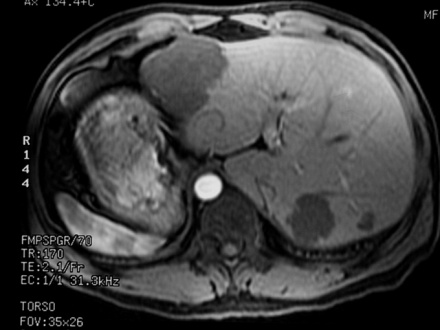 Ax 134.4+C
MF
R
1
4
4
FMPSPGR/70
TR:170
TE:2.1/Fr
EC:1/1 31.3kHz
TORSO
FOV:35x26